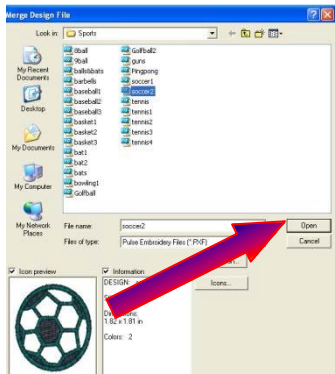 Merge Design File
Look in: Sports
My Recent Documents
Desktop
My Documents
My Computer
My Network Places
8ball
9ball
ballsbats
barbells
baseball1
baseball2
baseball3
basket1
basket2
basket3
bat1
bat2
bats
bowling1
Golfball
Golfball2
guns
Pingpong
soccer1
soccer2
tennis
tennis1
tennis2
tennis3
tennis4
File name: soccer2
Open
Files of type: Pulse Embroidery Files (*.PXF)
Cancel
Icon preview
Information
DESIGN:
Icons...
1.82 x 1.81 in
Colors: 2